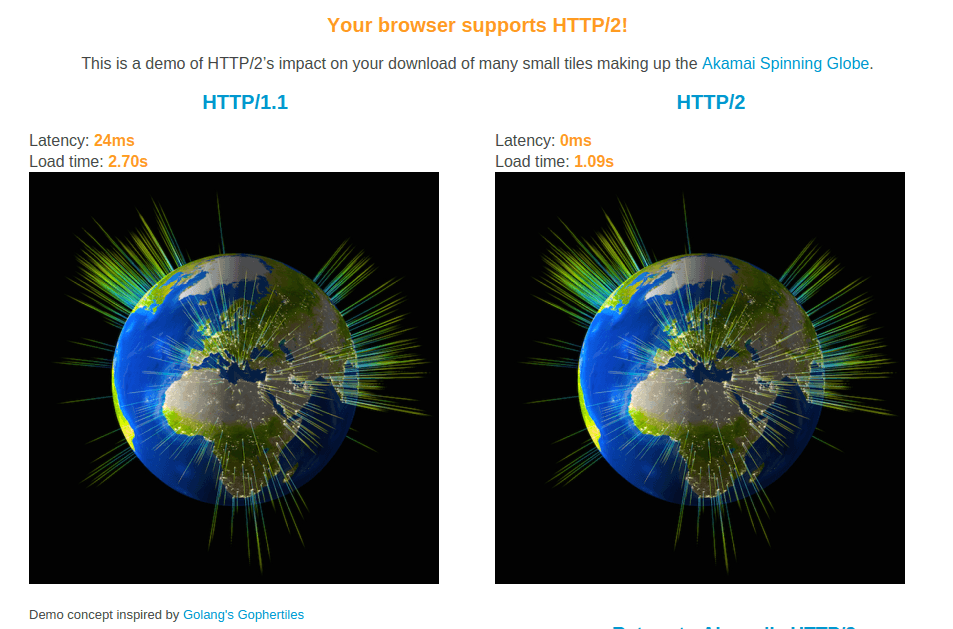 Your browser supports HTTP/2!
This is a demo of HTTP/2's impact on your download of many small tiles making up the Akamai Spinning Globe.
HTTP/1.1
Latency: 24ms
Load time: 2.70s
HTTP/2
Latency: 0ms
Load time: 1.09s
Demo concept inspired by Golang's Gophertiles